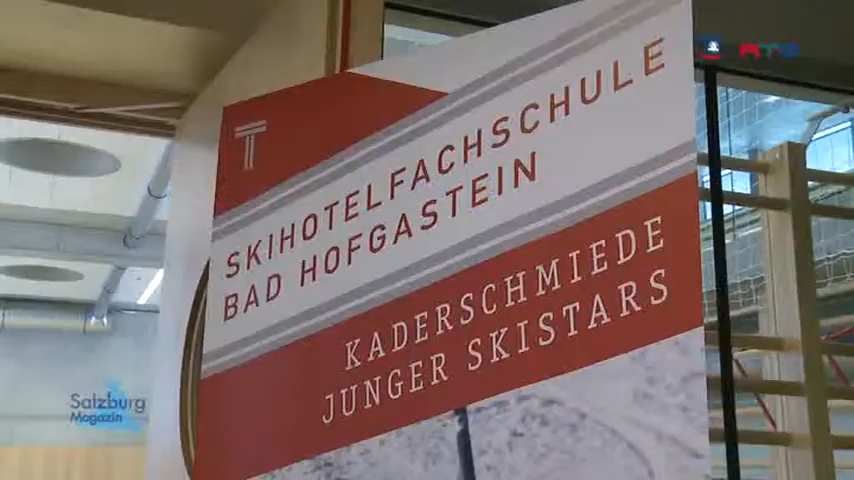 RTS
T
SKIHOTELFACHSCHULE
BAD HOFGASTEIN
KADERSCHMIEDE
JUNGER SKISTARS
Salzburg
Magazin